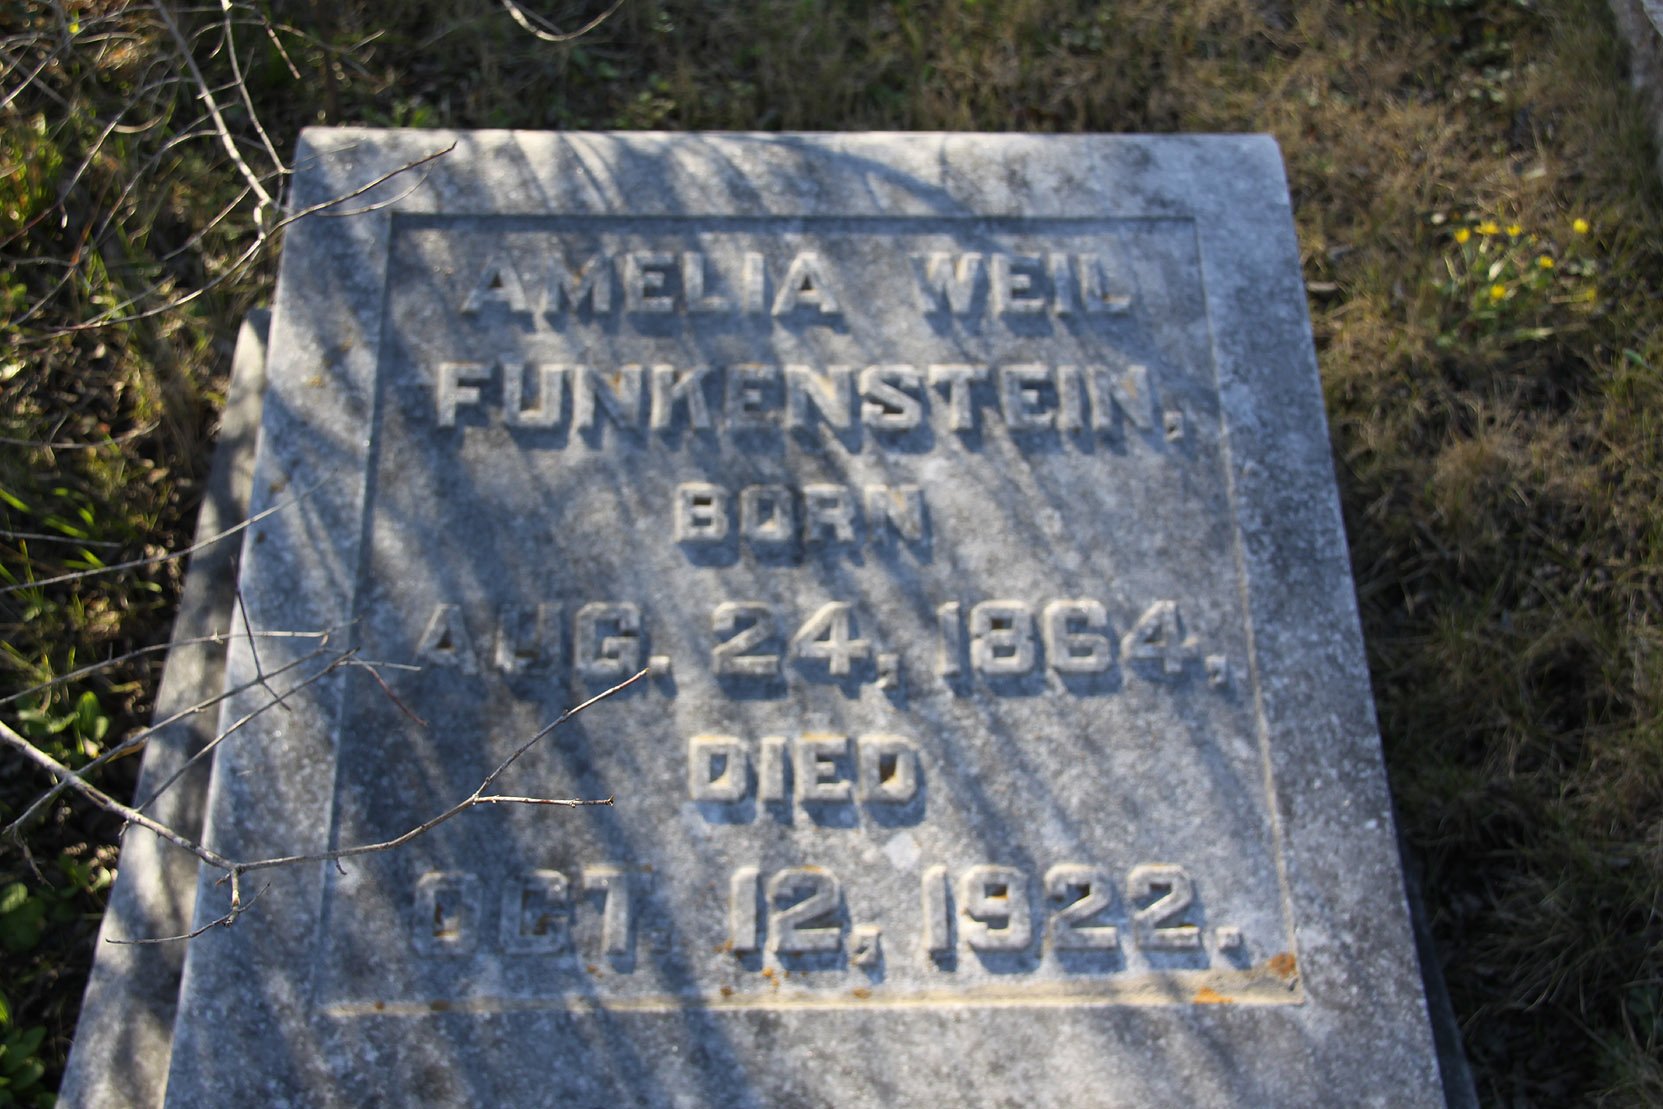 AMELIA WEIL
FUNKENSTEIN,
BORN
AUG. 24, 1864,
DIED
OCT. 12, 1922.